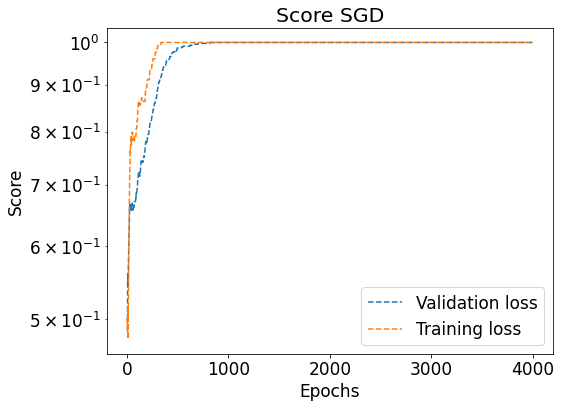 Score SGD
10⁰
9 × 10⁻¹
8 × 10⁻¹
7 × 10⁻¹
6 × 10⁻¹
5 × 10⁻¹
Score
Validation loss
Training loss
0 1000 2000 3000 4000
Epochs